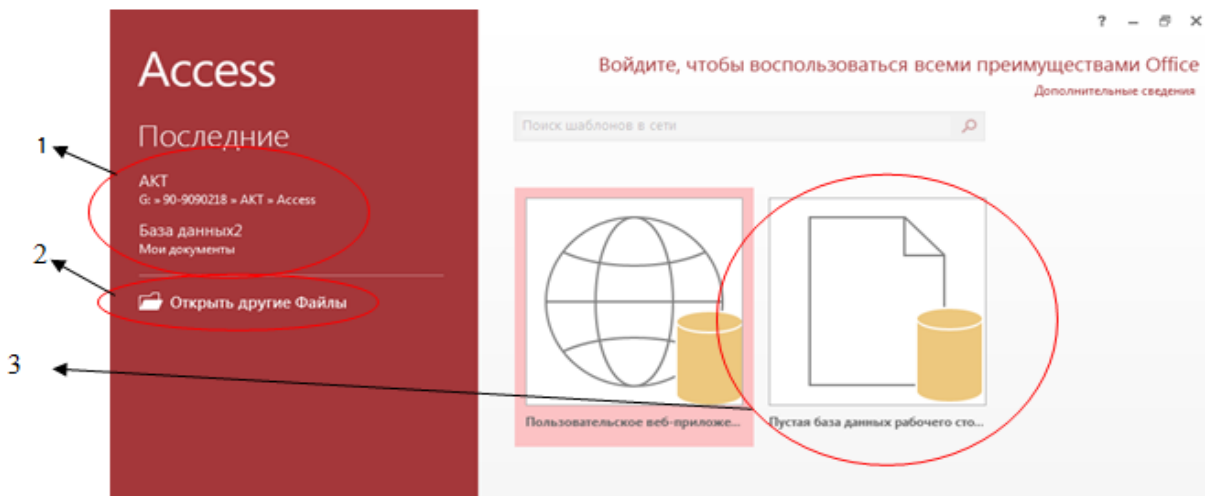 ? – ✕
Access
Войдите, чтобы воспользоваться всеми преимуществами Office
Дополнительные сведения
Поиск шаблонов в сети
Последние
1
АКТ
G: » 90-9090218 » АКТ » Access
База данных2
Мои документы
2
Открыть другие Файлы
3
Пользовательское веб-приложе...
Пустая база данных рабочего сто...